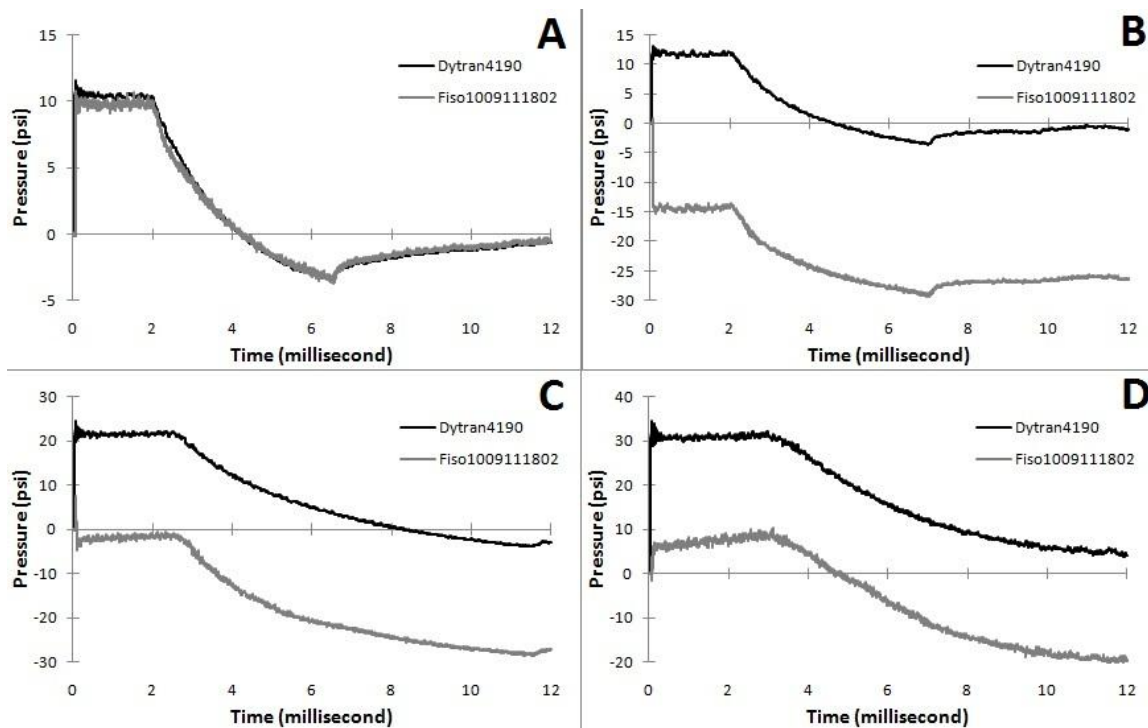 A
15
10
5
0
-5
Pressure (psi)
Dytran4190
Fiso1009111802
0 2 4 6 8 10 12
Time (millisecond)
B
15
10
5
0
-5
-10
-15
-20
-25
-30
Pressure (psi)
Dytran4190
Fiso1009111802
0 2 4 6 8 10 12
Time (millisecond)
C
30
20
10
0
-10
-20
-30
Pressure (psi)
Dytran4190
Fiso1009111802
0 2 4 6 8 10 12
Time (millisecond)
D
40
30
20
10
0
-10
-20
Pressure (psi)
Dytran4190
Fiso1009111802
0 2 4 6 8 10 12
Time (millisecond)